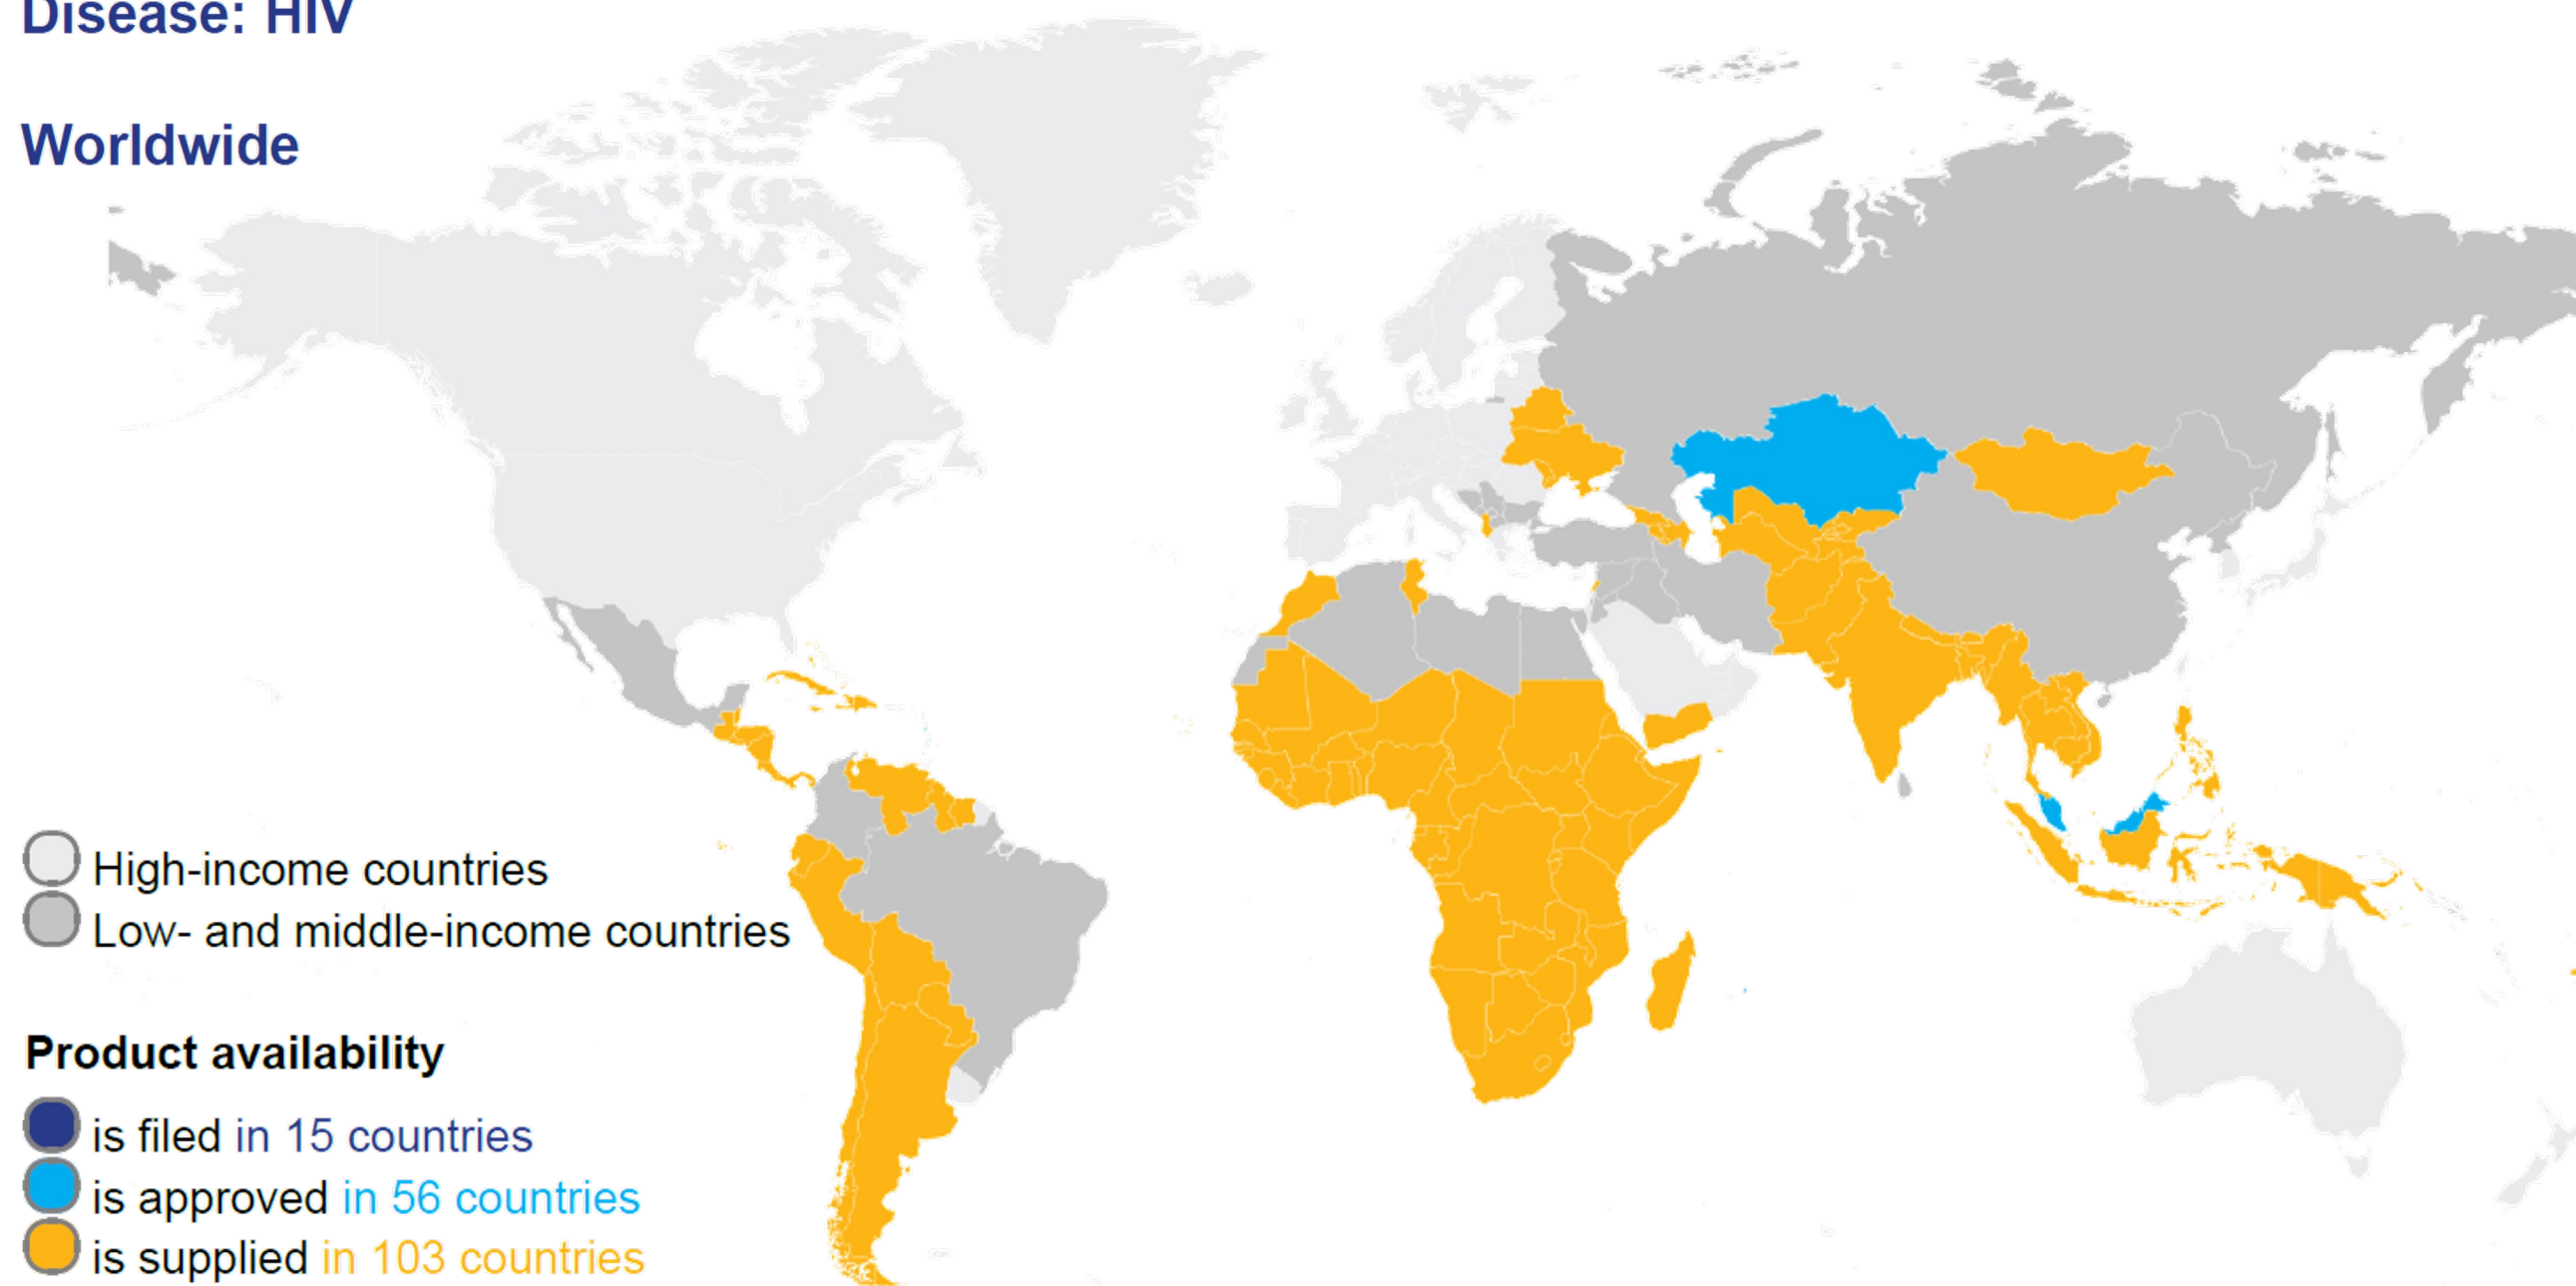 Disease: HIV
Worldwide
High-income countries
Low- and middle-income countries
Product availability
is filed in 15 countries
is approved in 56 countries
is supplied in 103 countries